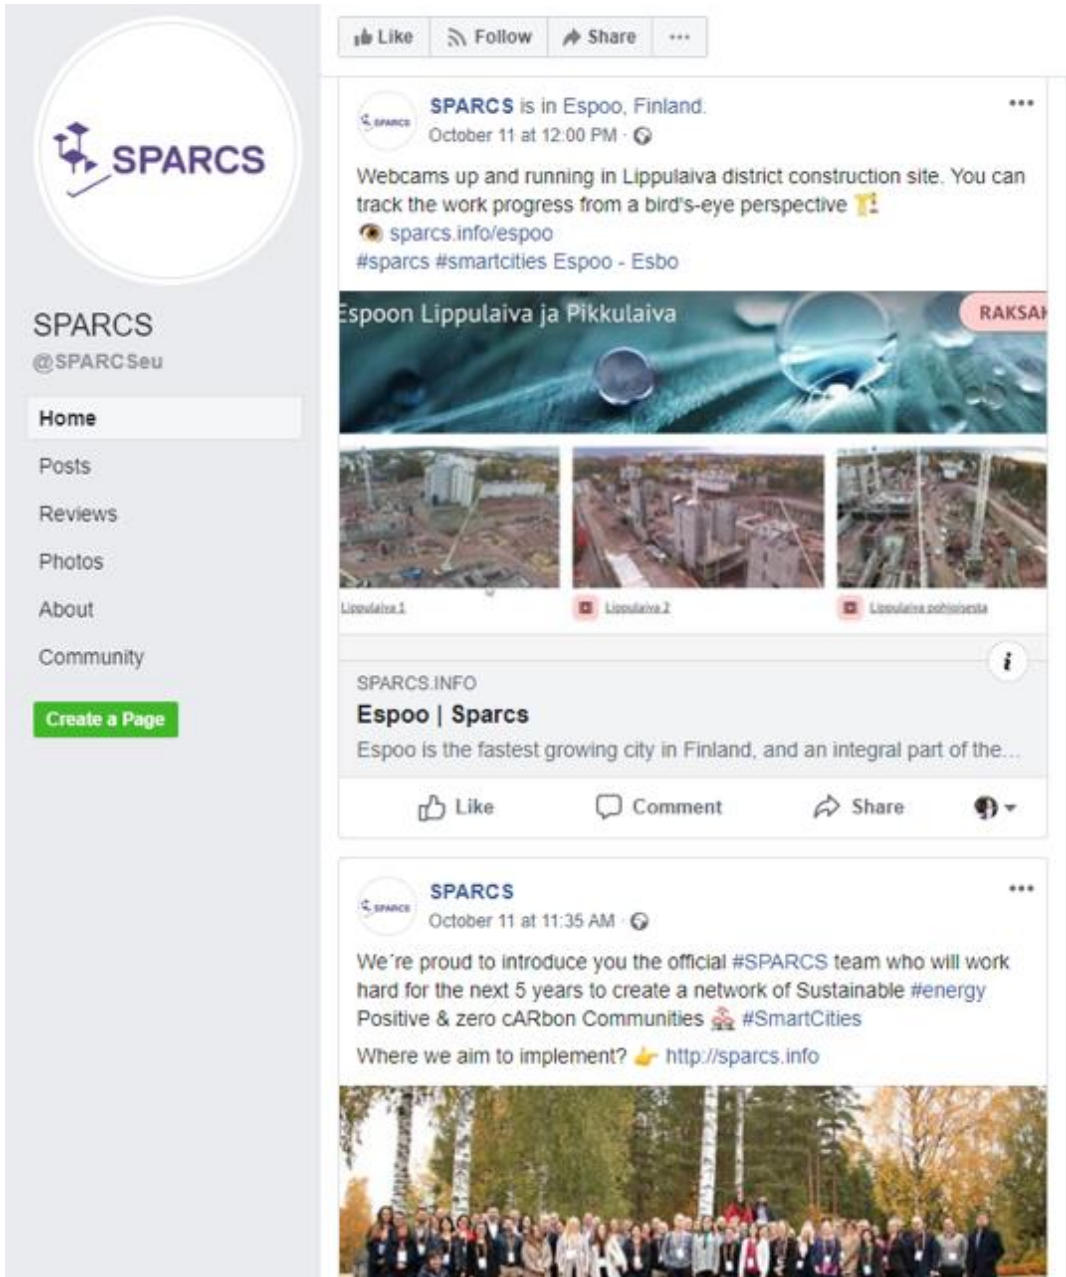 SPARCS
SPARCS
@SPARCSeu
Home
Posts
Reviews
Photos
About
Community
Create a Page
Like Follow Share
SPARCS
SPARCS is in Espoo, Finland.
October 11 at 12:00 PM ·
Webcams up and running in Lippulaiva district construction site. You can
track the work progress from a bird's-eye perspective
sparcs.info/espoo
#sparcs #smartcities Espoo - Esbo
Espoon Lippulaiva ja Pikkulaiva
RAKSAK
Lippulaiva 1
Lippulaiva 2
Lippulaiva pohjoisesta
i
SPARCS.INFO
Espoo | Sparcs
Espoo is the fastest growing city in Finland, and an integral part of the...
Like Comment Share
SPARCS
SPARCS
October 11 at 11:35 AM ·
We´re proud to introduce you the official #SPARCS team who will work
hard for the next 5 years to create a network of Sustainable #energy
Positive & zero cARbon Communities #SmartCities
Where we aim to implement? http://sparcs.info